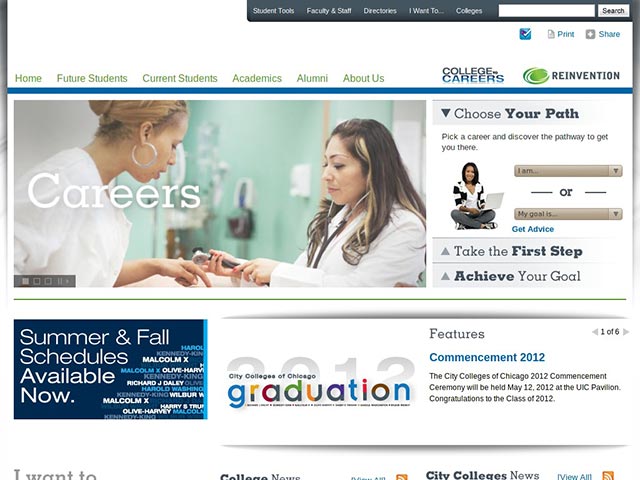 Student Tools Faculty & Staff Directories I Want To... Colleges Search
Print Share
Home Future Students Current Students Academics Alumni About Us
COLLEGE TO CAREERS
REINVENTION
Careers
Choose Your Path
Pick a career and discover the pathway to get
you there.
I am...
OR
My goal is...
Get Advice
Take the First Step
Achieve Your Goal
Summer & Fall
Schedules
Available
Now.
HAROLD
MALCOLM X
KENNEDY-KING
MALCOLM X OLIVE-HARVEY
KENNEDY-KING
RICHARD J DALEY OLIVE
HAROLD WASHINGTON
KENNEDY-KING WILBUR W
MALCOLM X
HARRY S TRUM
OLIVE-HARVEY MALCOLM
2013
City Colleges of Chicago
graduation
Features
1 of 6
Commencement 2012
The City Colleges of Chicago 2012 Commencement
Ceremony will be held May 12, 2012 at the UIC Pavilion.
Congratulations to the Class of 2012.
I want to
College News [View All]
City Colleges News [View All]